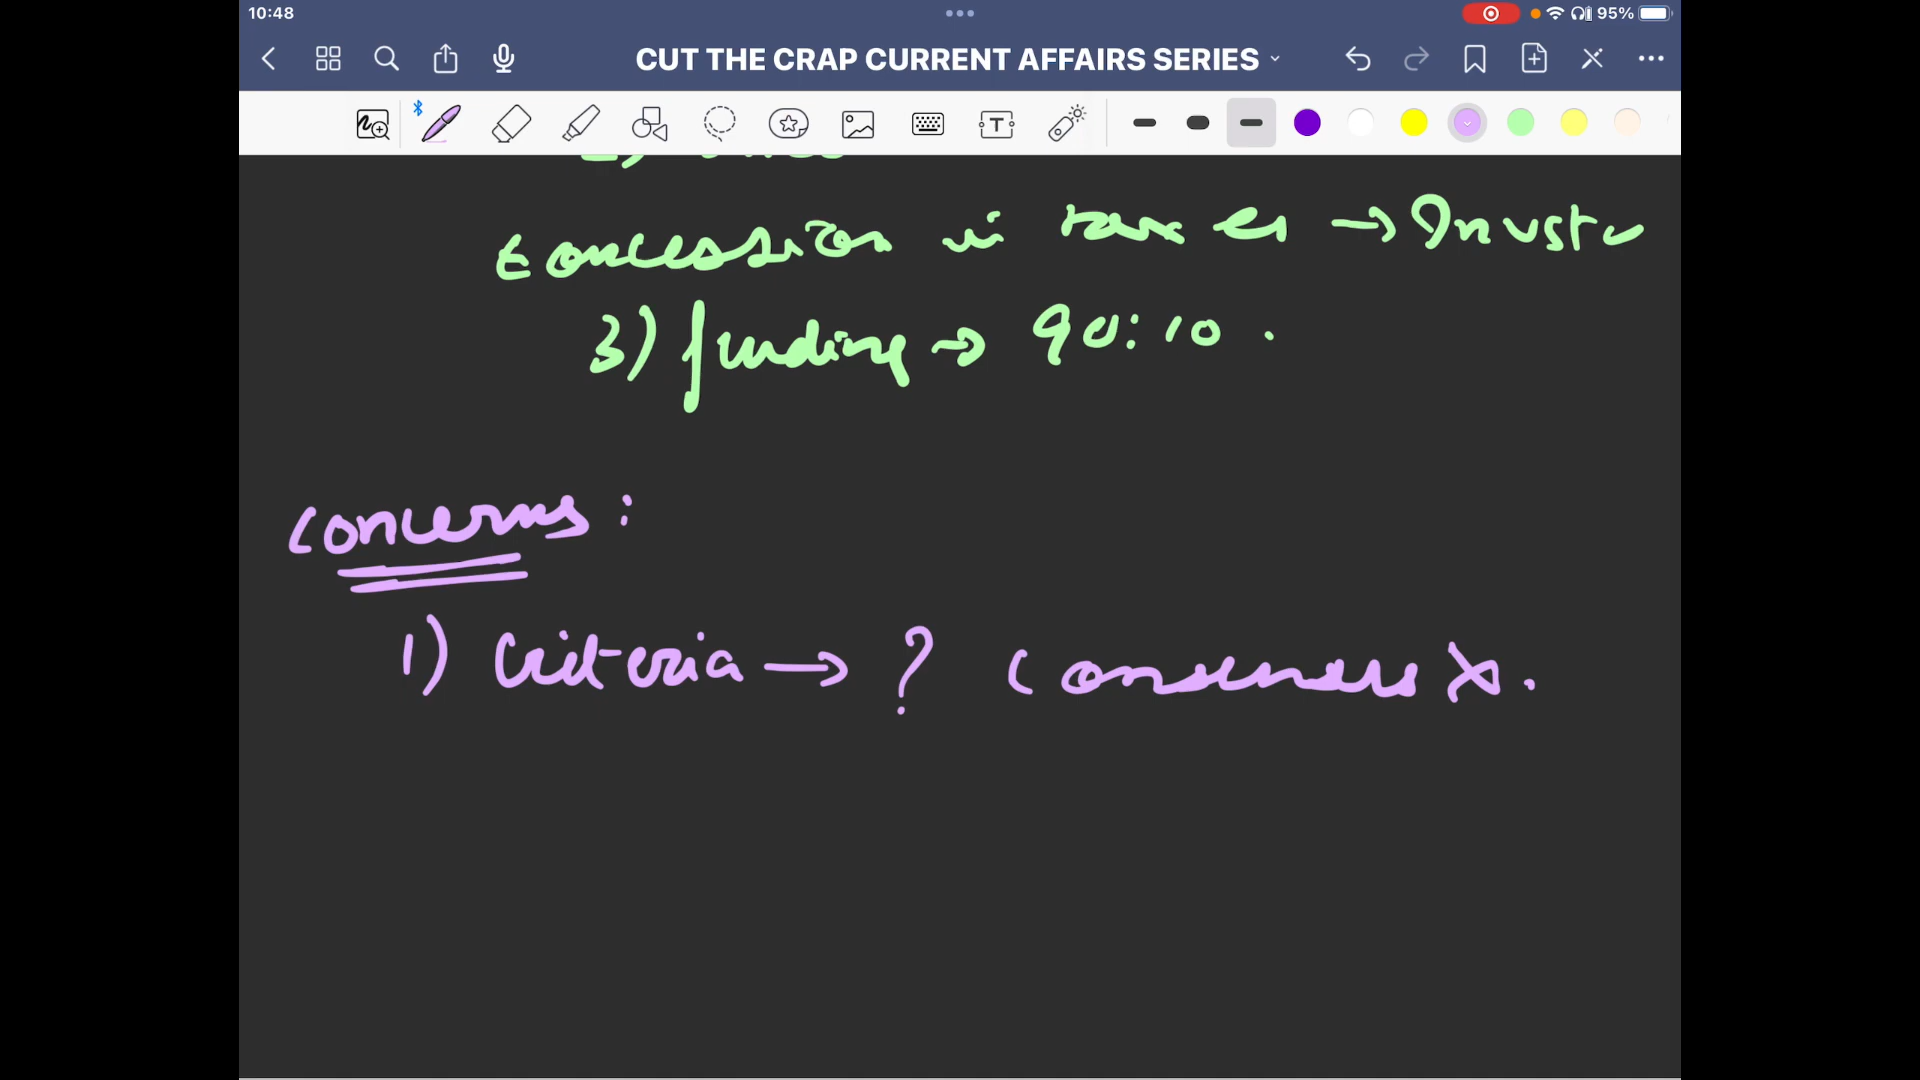 10:48
95%
CUT THE CRAP CURRENT AFFAIRS SERIES
concession in taxes →
3) funding → 90:10.
Concerns:
1) Criteria → ? Consensus X.